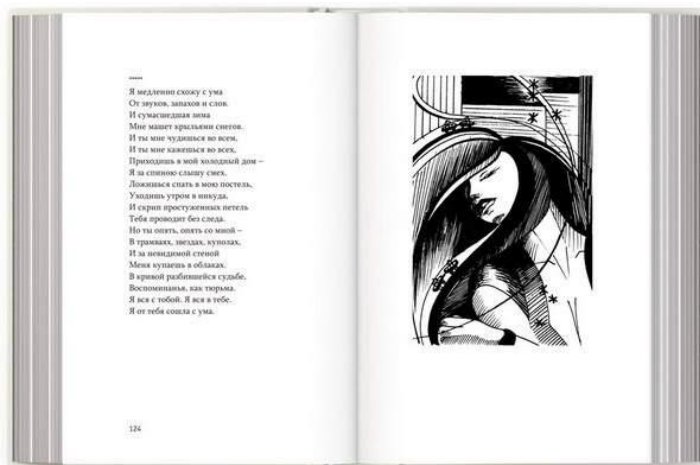 *****
Я медленно схожу с ума
От звуков, запахов и слов.
И сумасшедшая зима
Мне машет крыльями снегов.
И ты мне чудишься во всем,
И ты мне кажешься во всех,
Приходишь в мой холодный дом –
Я за спиною слышу смех.
Ложишься спать в мою постель,
Уходишь утром в никуда,
И скрип простуженных петель
Тебя проводит без следа.
Но ты опять, опять со мной –
В трамваях, звездах, куполах,
И за невидимой стеной
Меня купаешь в облаках.
В кривой разбившейся судьбе,
Воспоминанья, как тюрьма.
Я вся с тобой. Я вся в тебе.
Я от тебя сошла с ума.
124